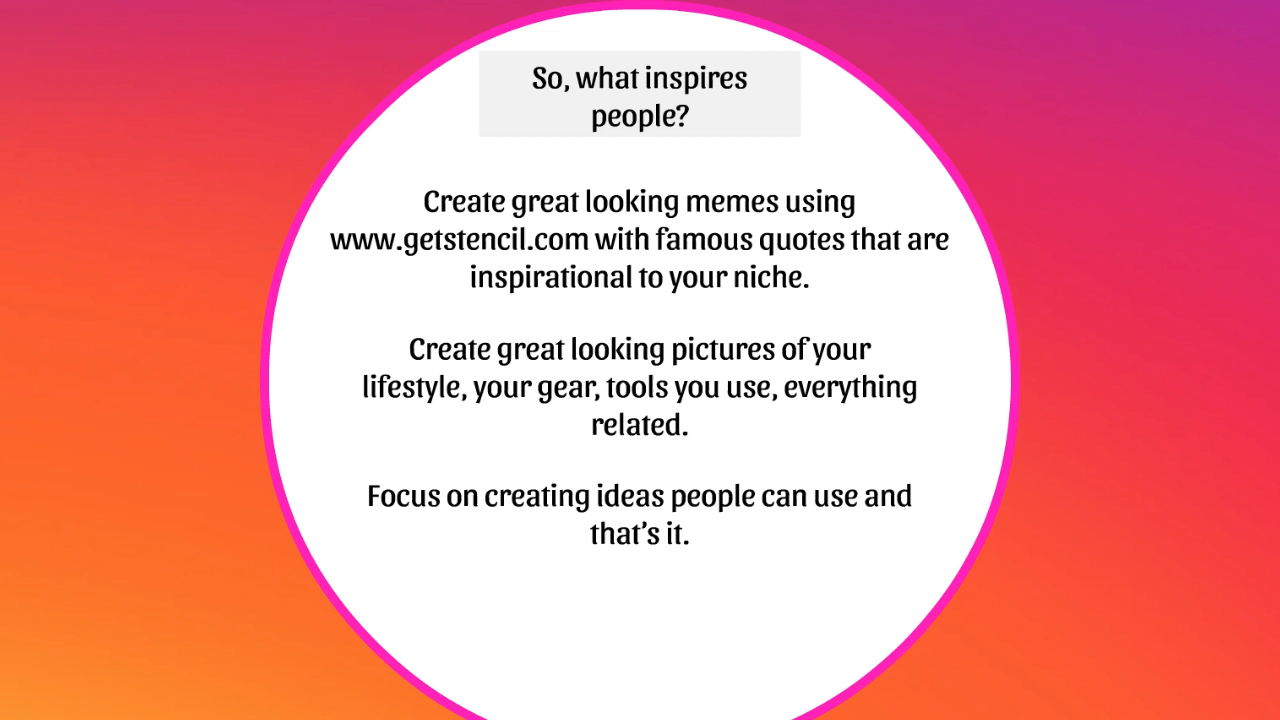 So, what inspires
people?
Create great looking memes using
www.getstencil.com with famous quotes that are
inspirational to your niche.
Create great looking pictures of your
lifestyle, your gear, tools you use, everything
related.
Focus on creating ideas people can use and
that’s it.